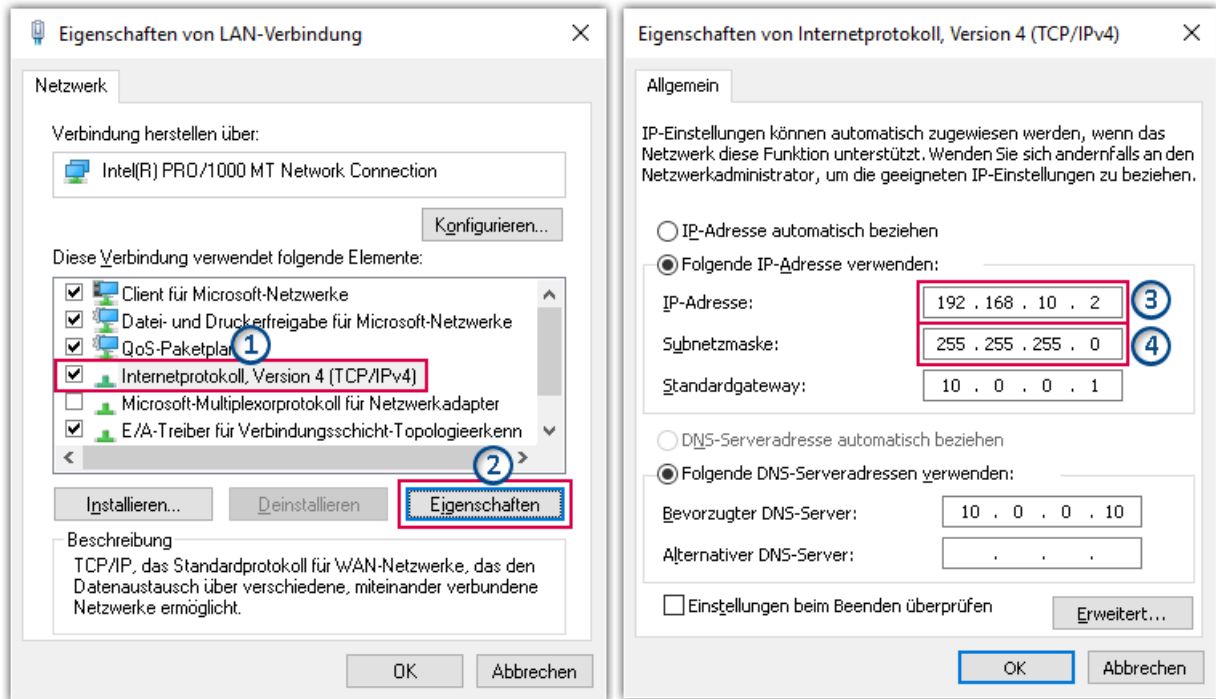 Eigenschaften von LAN-Verbindung
Netzwerk
Verbindung herstellen über:
Intel(R) PRO/1000 MT Network Connection
Konfigurieren...
Diese Verbindung verwendet folgende Elemente:
Client für Microsoft-Netzwerke
Datei- und Druckerfreigabe für Microsoft-Netzwerke
QoS-Paketplan
1
Internetprotokoll, Version 4 (TCP/IPv4)
Microsoft-Multiplexorprotokoll für Netzwerkadapter
E/A-Treiber für Verbindungsschicht-Topologieerkenn
2
Installieren...
Deinstallieren
Eigenschaften
Beschreibung
TCP/IP, das Standardprotokoll für WAN-Netzwerke, das den
Datenaustausch über verschiedene, miteinander verbundene
Netzwerke ermöglicht.
OK
Abbrechen
Eigenschaften von Internetprotokoll, Version 4 (TCP/IPv4)
Allgemein
IP-Einstellungen können automatisch zugewiesen werden, wenn das
Netzwerk diese Funktion unterstützt. Wenden Sie sich andernfalls an den
Netzwerkadministrator, um die geeigneten IP-Einstellungen zu beziehen.
IP-Adresse automatisch beziehen
Folgende IP-Adresse verwenden:
IP-Adresse: 192 . 168 . 10 . 2 3
Subnetzmaske: 255 . 255 . 255 . 0 4
Standardgateway: 10 . 0 . 0 . 1
DNS-Serveradresse automatisch beziehen
Folgende DNS-Serveradressen verwenden:
Bevorzugter DNS-Server: 10 . 0 . 0 . 10
Alternativer DNS-Server: . . .
Einstellungen beim Beenden überprüfen
Erweitert...
OK
Abbrechen